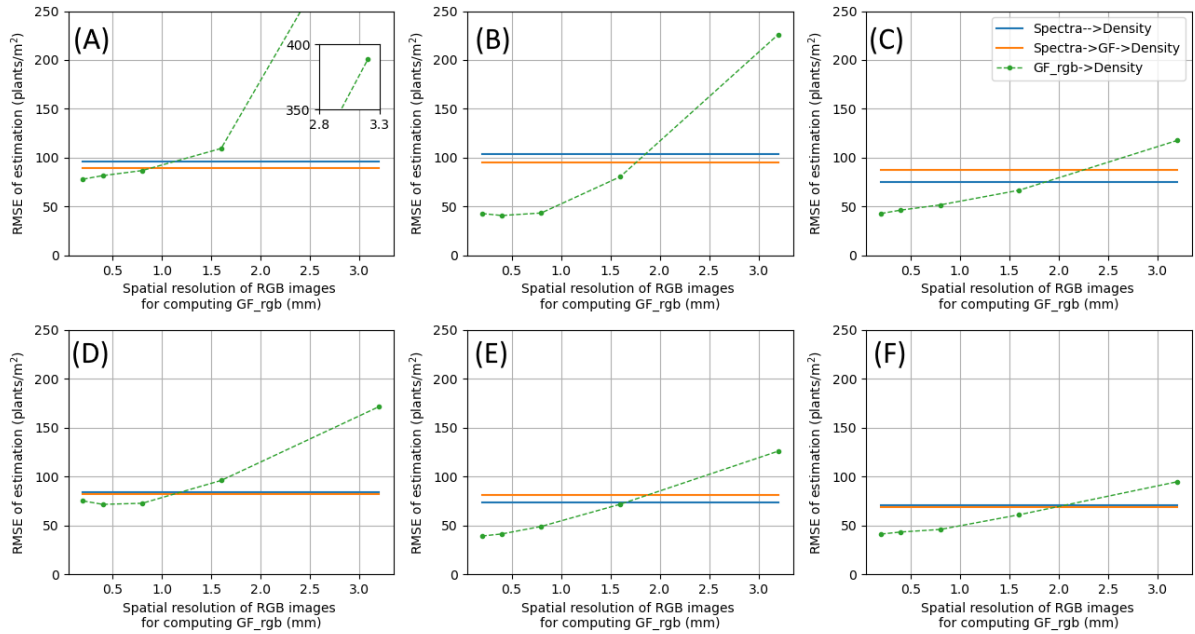 (A)
250
200
150
100
50
0
RMSE of estimation (plants/m²)
400
350
2.8 3.3
0.5 1.0 1.5 2.0 2.5 3.0
Spatial resolution of RGB images
for computing GF_rgb (mm)
(B)
250
200
150
100
50
0
RMSE of estimation (plants/m²)
0.5 1.0 1.5 2.0 2.5 3.0
Spatial resolution of RGB images
for computing GF_rgb (mm)
(C)
Spectra-->Density
Spectra->GF->Density
GF_rgb->Density
250
200
150
100
50
0
RMSE of estimation (plants/m²)
0.5 1.0 1.5 2.0 2.5 3.0
Spatial resolution of RGB images
for computing GF_rgb (mm)
(D)
250
200
150
100
50
0
RMSE of estimation (plants/m²)
0.5 1.0 1.5 2.0 2.5 3.0
Spatial resolution of RGB images
for computing GF_rgb (mm)
(E)
250
200
150
100
50
0
RMSE of estimation (plants/m²)
0.5 1.0 1.5 2.0 2.5 3.0
Spatial resolution of RGB images
for computing GF_rgb (mm)
(F)
250
200
150
100
50
0
RMSE of estimation (plants/m²)
0.5 1.0 1.5 2.0 2.5 3.0
Spatial resolution of RGB images
for computing GF_rgb (mm)